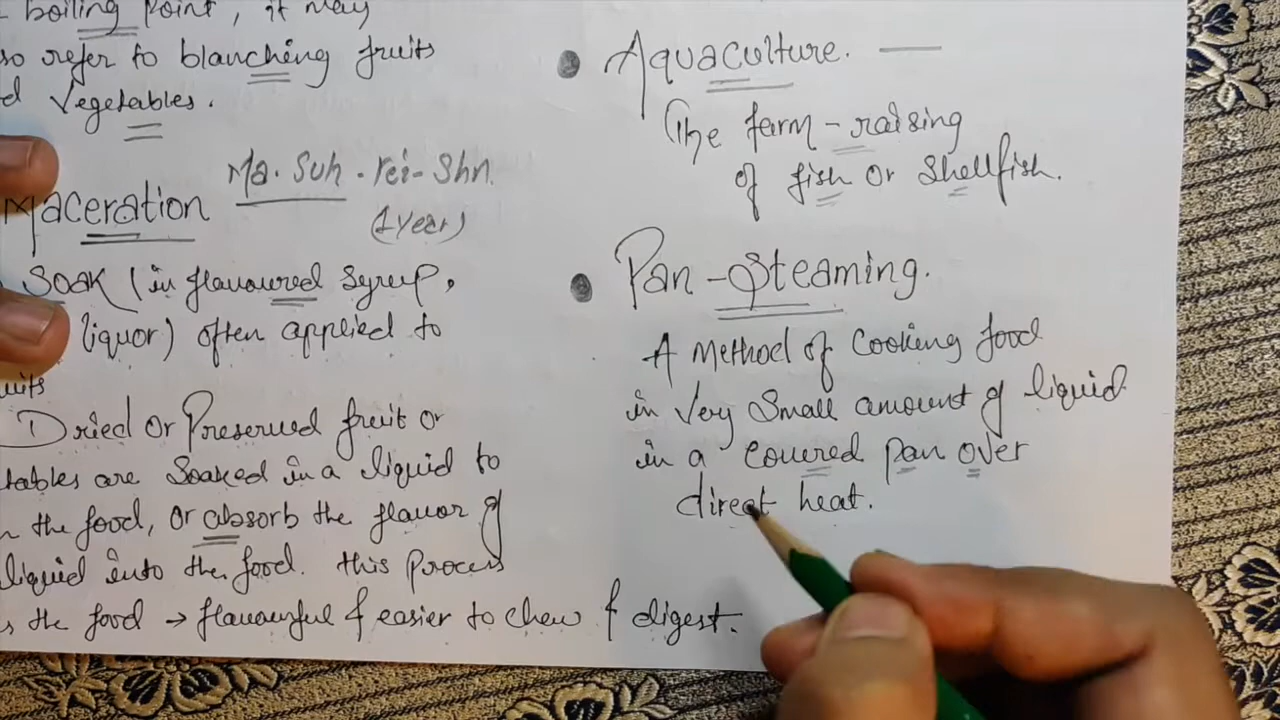 boiling point, it may
so refer to blanching fruits
d vegetables.
Maceration Ma. Suh - rei - Shn.
(1 year)
Soak (in flavoured syrup,
liquor) often applied to
uits
Dried or Preserved fruit or
tables are Soaked in a liquid to
n the food, or absorb the flavor of
liquid into the food. this Process
s the food → flavourful & easier to chew & digest.
Aquaculture. —
The farm - raising
of fish or Shellfish.
Pan - Steaming.
A Method of Cooking food
in Very Small amount of liquid
in a covered pan over
direct heat.